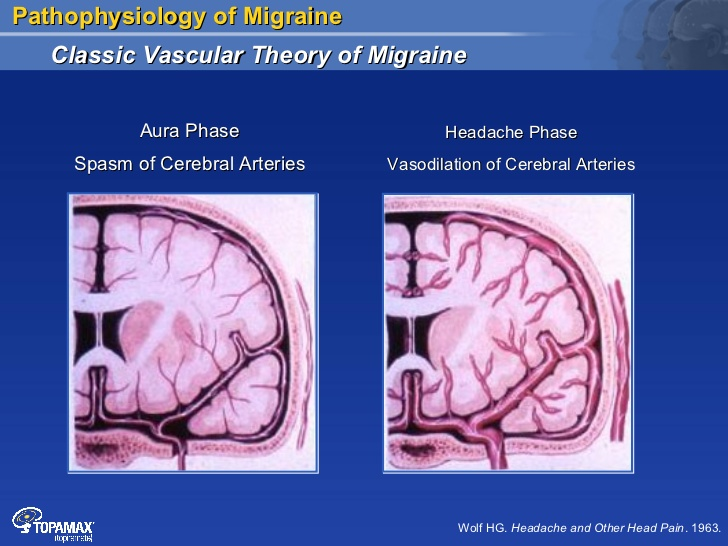 Pathophysiology of Migraine
Classic Vascular Theory of Migraine
Aura Phase
Spasm of Cerebral Arteries
Headache Phase
Vasodilation of Cerebral Arteries
TOPAMAX
Wolf HG. Headache and Other Head Pain. 1963.